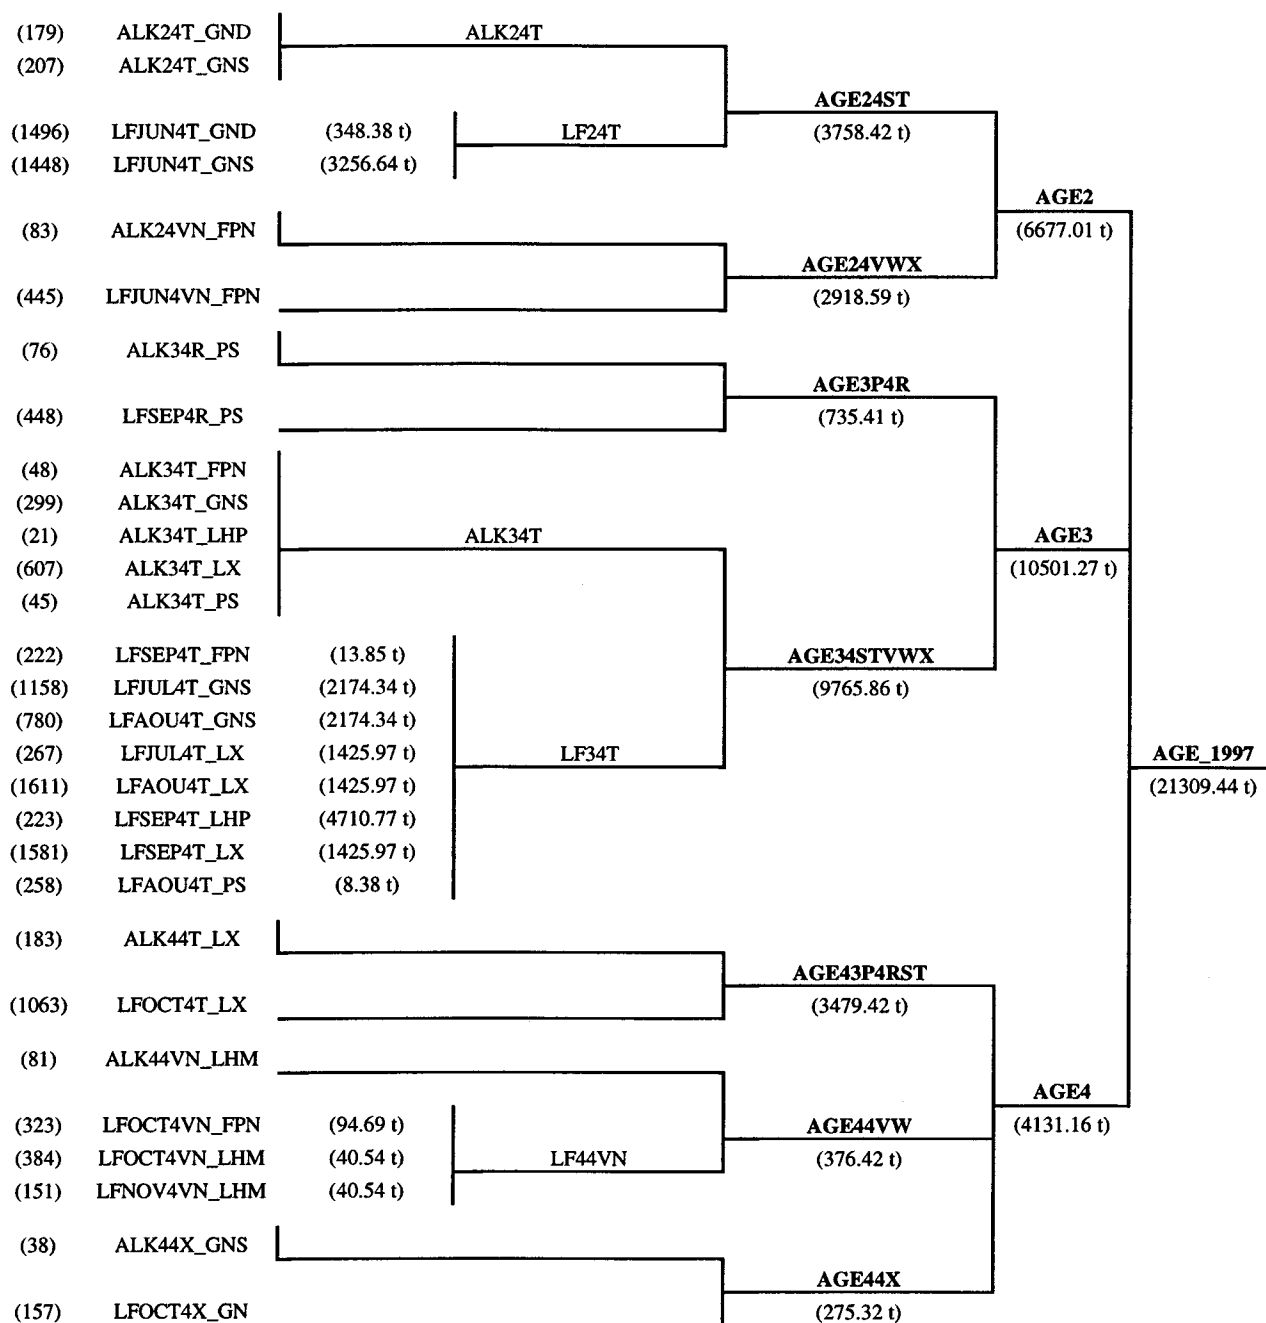 (179) ALK24T_GND ALK24T
(207) ALK24T_GNS
AGE24ST
(1496) LFJUN4T_GND (348.38 t) LF24T (3758.42 t)
(1448) LFJUN4T_GNS (3256.64 t)
AGE2
(83) ALK24VN_FPN (6677.01 t)
AGE24VWX
(445) LFJUN4VN_FPN (2918.59 t)
(76) ALK34R_PS
AGE3P4R
(448) LFSEP4R_PS (735.41 t)
(48) ALK34T_FPN
(299) ALK34T_GNS
(21) ALK34T_LHP ALK34T AGE3
(607) ALK34T_LX (10501.27 t)
(45) ALK34T_PS
(222) LFSEP4T_FPN (13.85 t) AGE34STVWX
(1158) LFJUL4T_GNS (2174.34 t) (9765.86 t)
(780) LFAOU4T_GNS (2174.34 t)
(267) LFJUL4T_LX (1425.97 t) LF34T AGE_1997
(1611) LFAOU4T_LX (1425.97 t) (21309.44 t)
(223) LFSEP4T_LHP (4710.77 t)
(1581) LFSEP4T_LX (1425.97 t)
(258) LFAOU4T_PS (8.38 t)
(183) ALK44T_LX
AGE43P4RST
(1063) LFOCT4T_LX (3479.42 t)
(81) ALK44VN_LHM
AGE4
(323) LFOCT4VN_FPN (94.69 t) AGE44VW (4131.16 t)
(384) LFOCT4VN_LHM (40.54 t) LF44VN (376.42 t)
(151) LFNOV4VN_LHM (40.54 t)
(38) ALK44X_GNS
AGE44X
(157) LFOCT4X_GN (275.32 t)